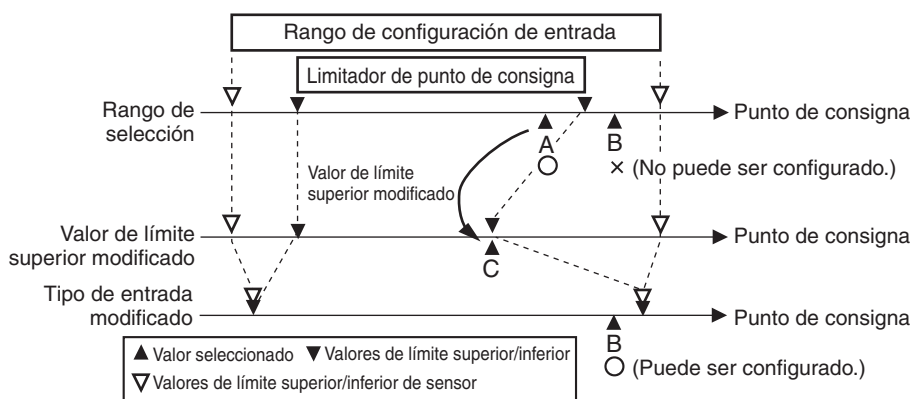 Rango de configuración de entrada
Limitador de punto de consigna
Rango de
selección
Punto de consigna
A
B
× (No puede ser configurado.)
Valor de límite
superior modificado
Valor de límite
superior modificado
Punto de consigna
C
Tipo de entrada
modificado
Punto de consigna
B
(Puede ser configurado.)
▲ Valor seleccionado ▼ Valores de límite superior/inferior
▽ Valores de límite superior/inferior de sensor